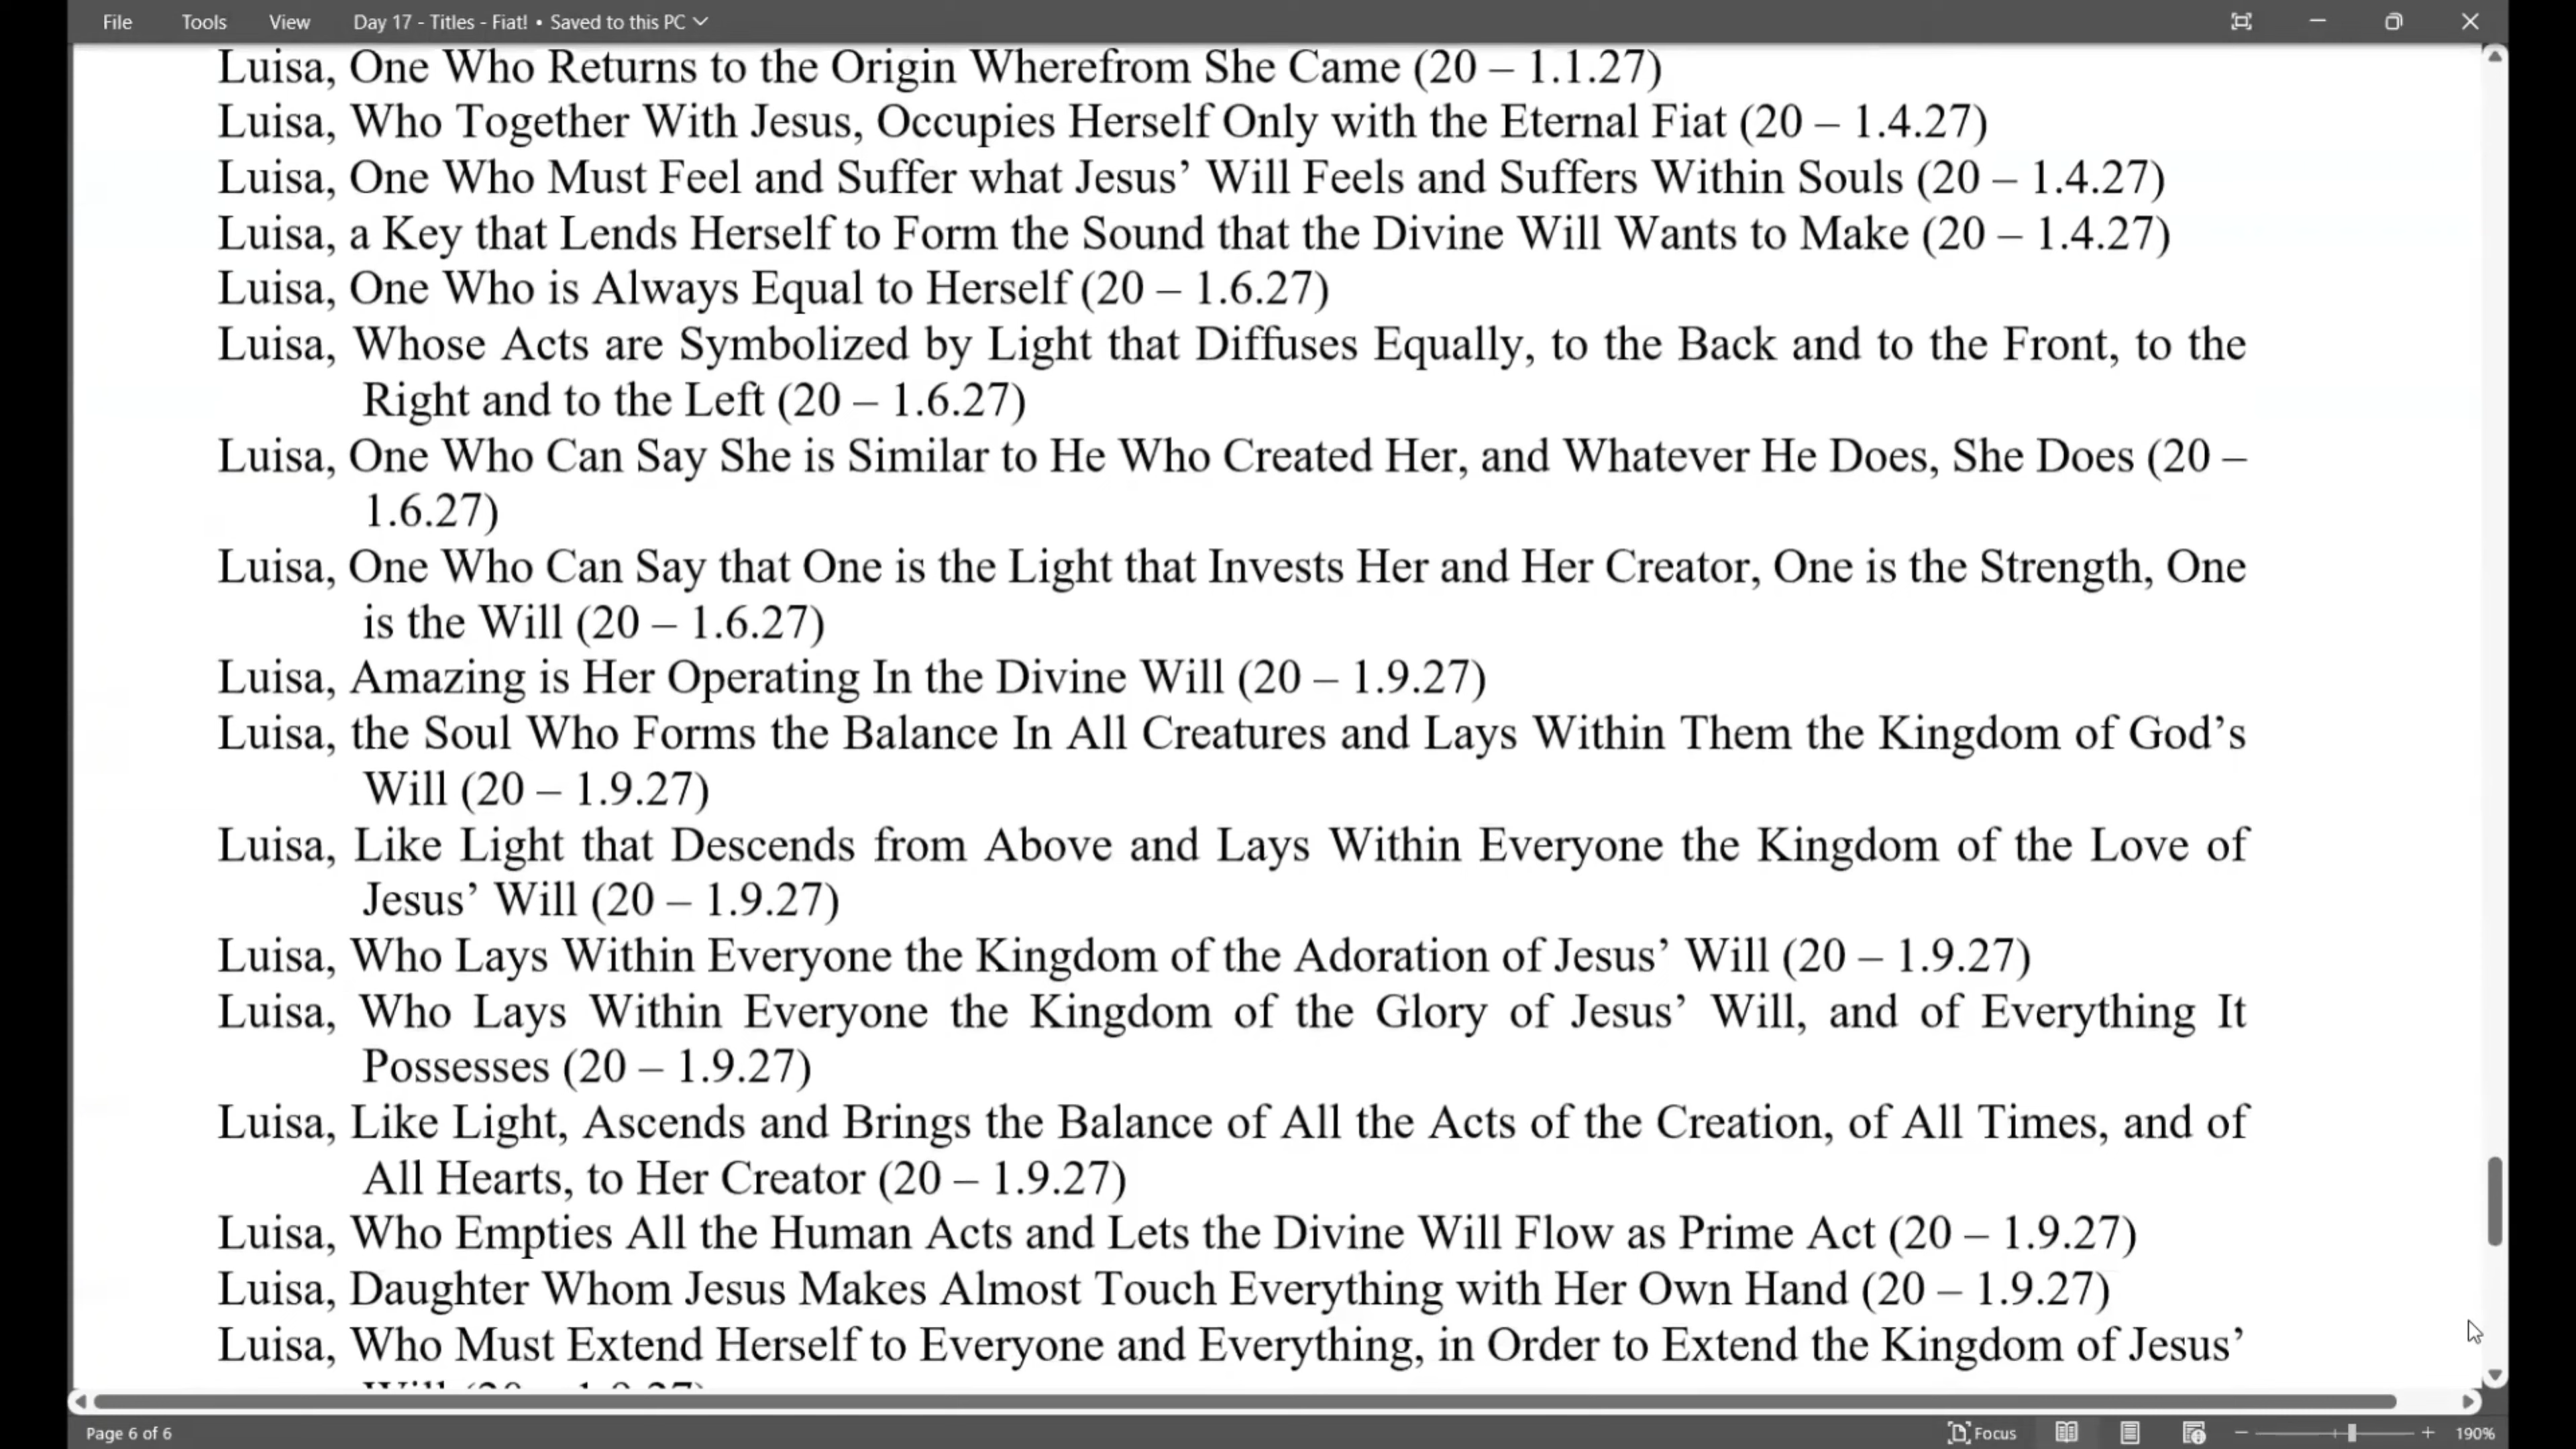 File Tools View Day 17 - Titles - Fiat! • Saved to this PC
Luisa, One Who Returns to the Origin Wherefrom She Came (20 – 1.1.27)
Luisa, Who Together With Jesus, Occupies Herself Only with the Eternal Fiat (20 – 1.4.27)
Luisa, One Who Must Feel and Suffer what Jesus’ Will Feels and Suffers Within Souls (20 – 1.4.27)
Luisa, a Key that Lends Herself to Form the Sound that the Divine Will Wants to Make (20 – 1.4.27)
Luisa, One Who is Always Equal to Herself (20 – 1.6.27)
Luisa, Whose Acts are Symbolized by Light that Diffuses Equally, to the Back and to the Front, to the
Right and to the Left (20 – 1.6.27)
Luisa, One Who Can Say She is Similar to He Who Created Her, and Whatever He Does, She Does (20 –
1.6.27)
Luisa, One Who Can Say that One is the Light that Invests Her and Her Creator, One is the Strength, One
is the Will (20 – 1.6.27)
Luisa, Amazing is Her Operating In the Divine Will (20 – 1.9.27)
Luisa, the Soul Who Forms the Balance In All Creatures and Lays Within Them the Kingdom of God’s
Will (20 – 1.9.27)
Luisa, Like Light that Descends from Above and Lays Within Everyone the Kingdom of the Love of
Jesus’ Will (20 – 1.9.27)
Luisa, Who Lays Within Everyone the Kingdom of the Adoration of Jesus’ Will (20 – 1.9.27)
Luisa, Who Lays Within Everyone the Kingdom of the Glory of Jesus’ Will, and of Everything It
Possesses (20 – 1.9.27)
Luisa, Like Light, Ascends and Brings the Balance of All the Acts of the Creation, of All Times, and of
All Hearts, to Her Creator (20 – 1.9.27)
Luisa, Who Empties All the Human Acts and Lets the Divine Will Flow as Prime Act (20 – 1.9.27)
Luisa, Daughter Whom Jesus Makes Almost Touch Everything with Her Own Hand (20 – 1.9.27)
Luisa, Who Must Extend Herself to Everyone and Everything, in Order to Extend the Kingdom of Jesus’
Page 6 of 6 Focus 190%